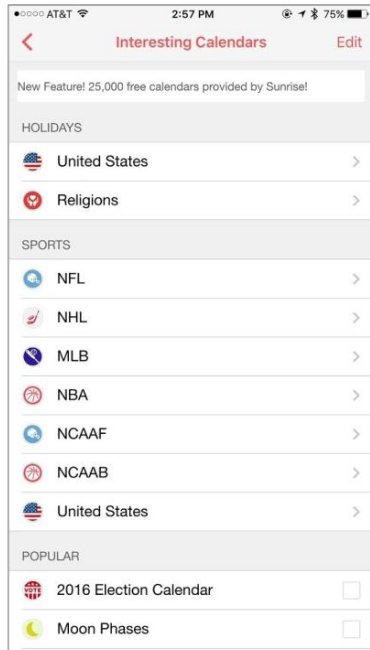 AT&T 2:57 PM 75%
Interesting Calendars Edit
New Feature! 25,000 free calendars provided by Sunrise!
HOLIDAYS
United States
Religions
SPORTS
NFL
NHL
MLB
NBA
NCAAF
NCAAB
United States
POPULAR
VOTE 2016 Election Calendar
Moon Phases